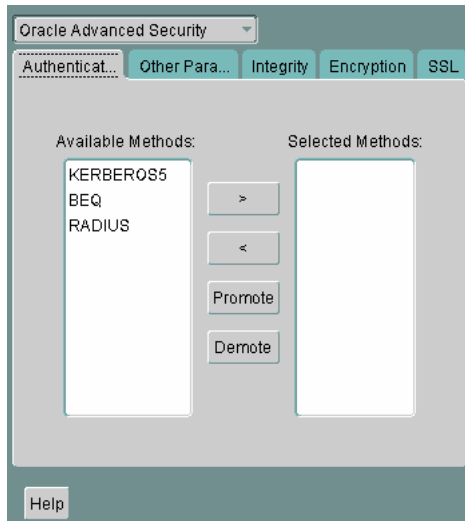 Oracle Advanced Security
Authenticat... Other Para... Integrity Encryption SSL
Available Methods: Selected Methods:
KERBEROS5
BEQ
RADIUS
>
<
Promote
Demote
Help